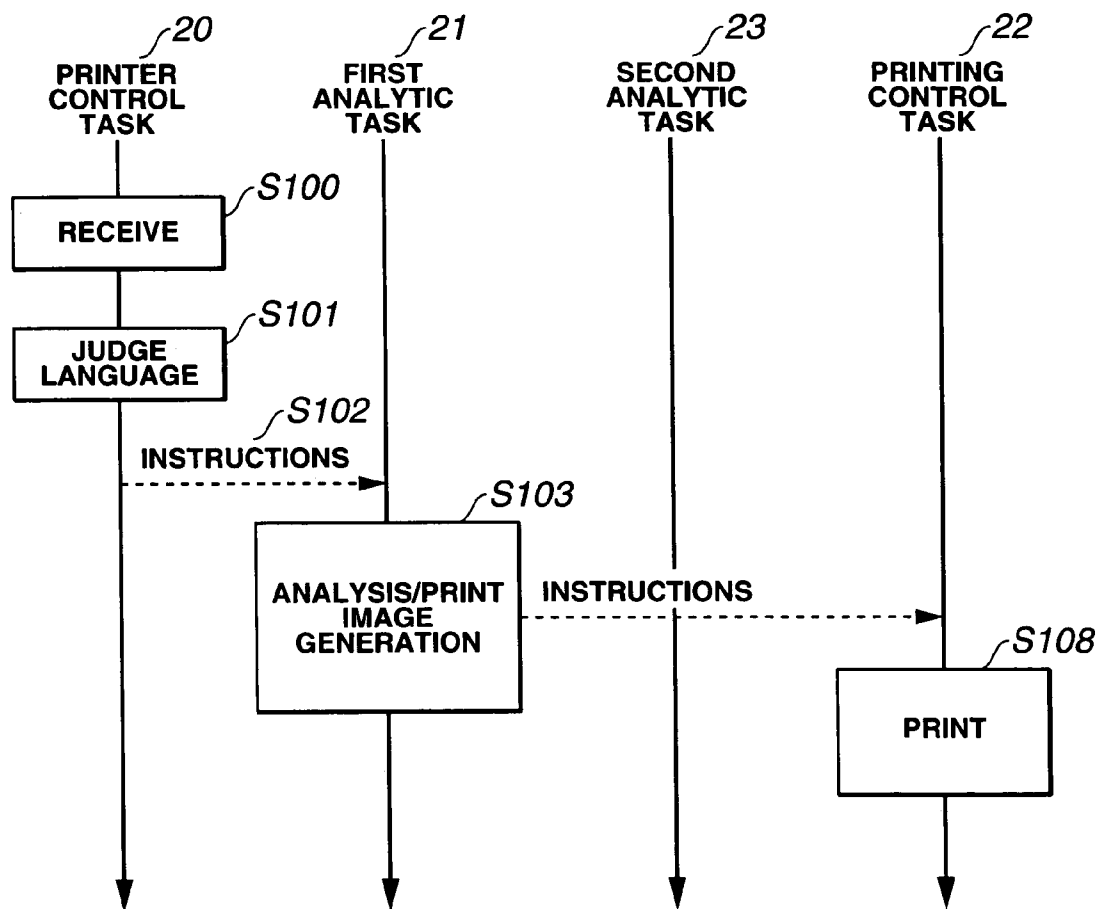 20
PRINTER
CONTROL
TASK
21
FIRST
ANALYTIC
TASK
23
SECOND
ANALYTIC
TASK
22
PRINTING
CONTROL
TASK
S100
RECEIVE
S101
JUDGE
LANGUAGE
S102
INSTRUCTIONS
S103
ANALYSIS/PRINT
IMAGE
GENERATION
INSTRUCTIONS
S108
PRINT